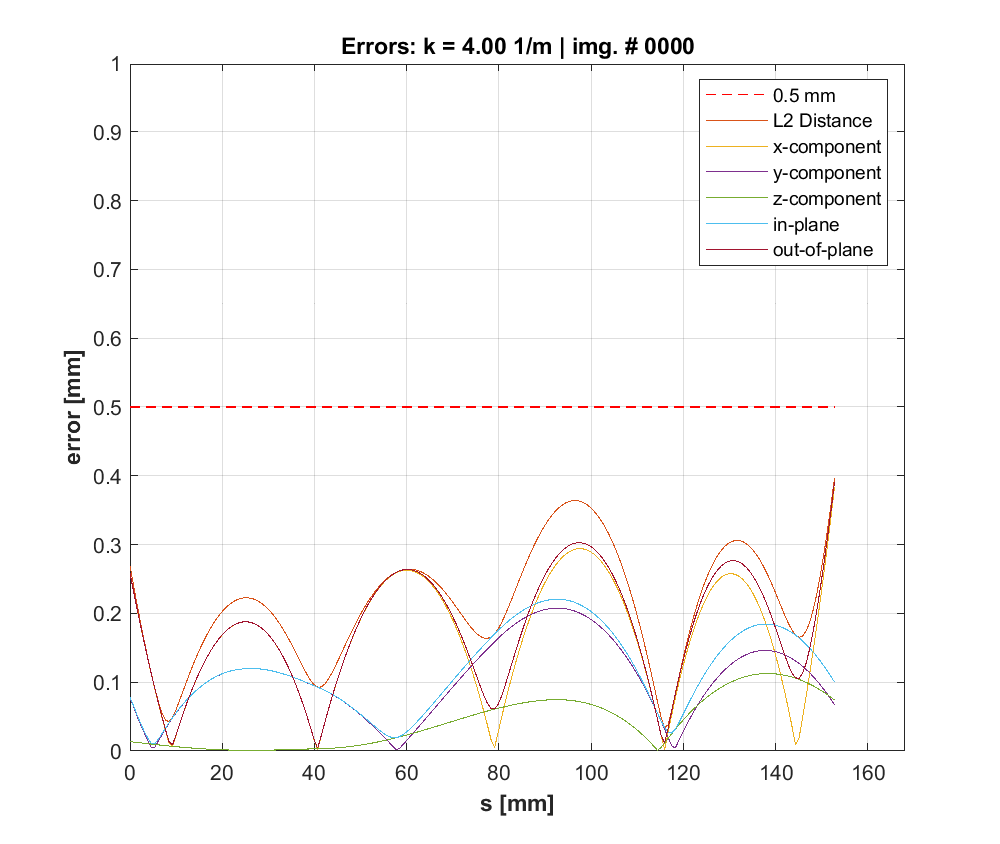 Errors: k = 4.00 1/m | img. # 0000
1
0.9
0.8
0.7
0.6
0.5
0.4
0.3
0.2
0.1
0
error [mm]
0.5 mm
L2 Distance
x-component
y-component
z-component
in-plane
out-of-plane
0 20 40 60 80 100 120 140 160
s [mm]